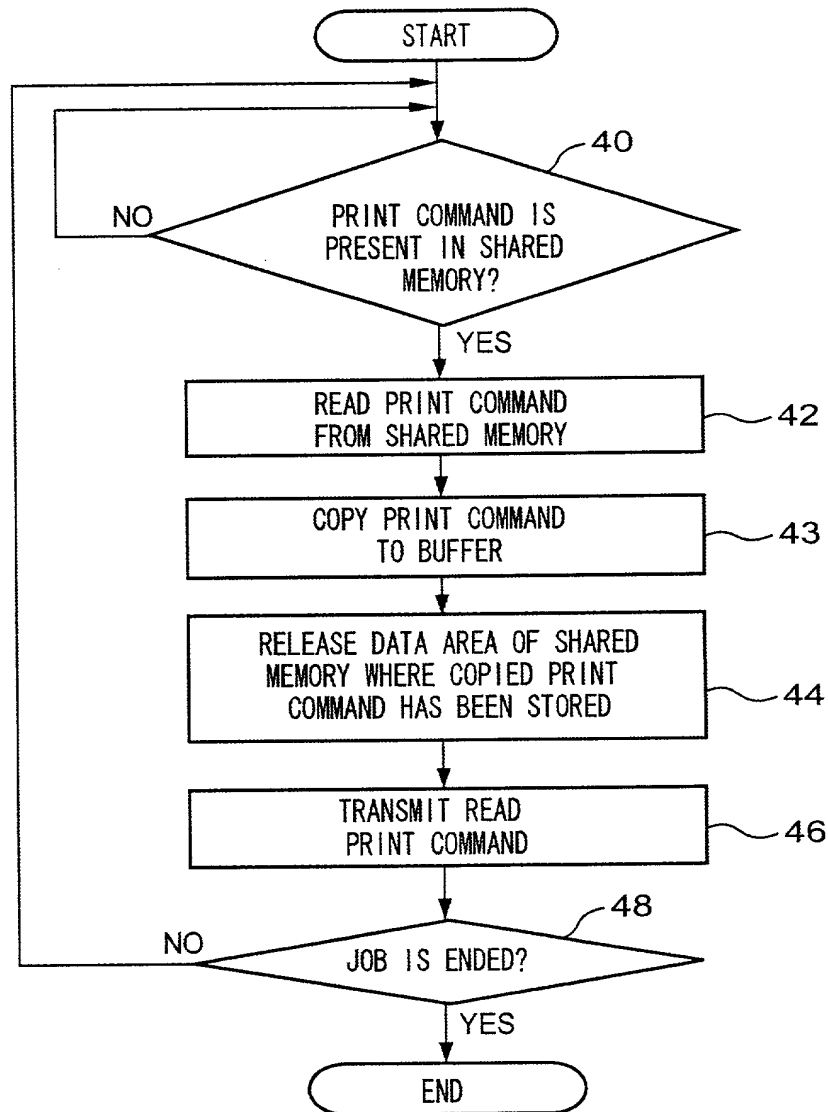 START
40
NO
PRINT COMMAND IS
PRESENT IN SHARED
MEMORY?
YES
READ PRINT COMMAND
FROM SHARED MEMORY
42
COPY PRINT COMMAND
TO BUFFER
43
RELEASE DATA AREA OF SHARED
MEMORY WHERE COPIED PRINT
COMMAND HAS BEEN STORED
44
TRANSMIT READ
PRINT COMMAND
46
48
NO
JOB IS ENDED?
YES
END